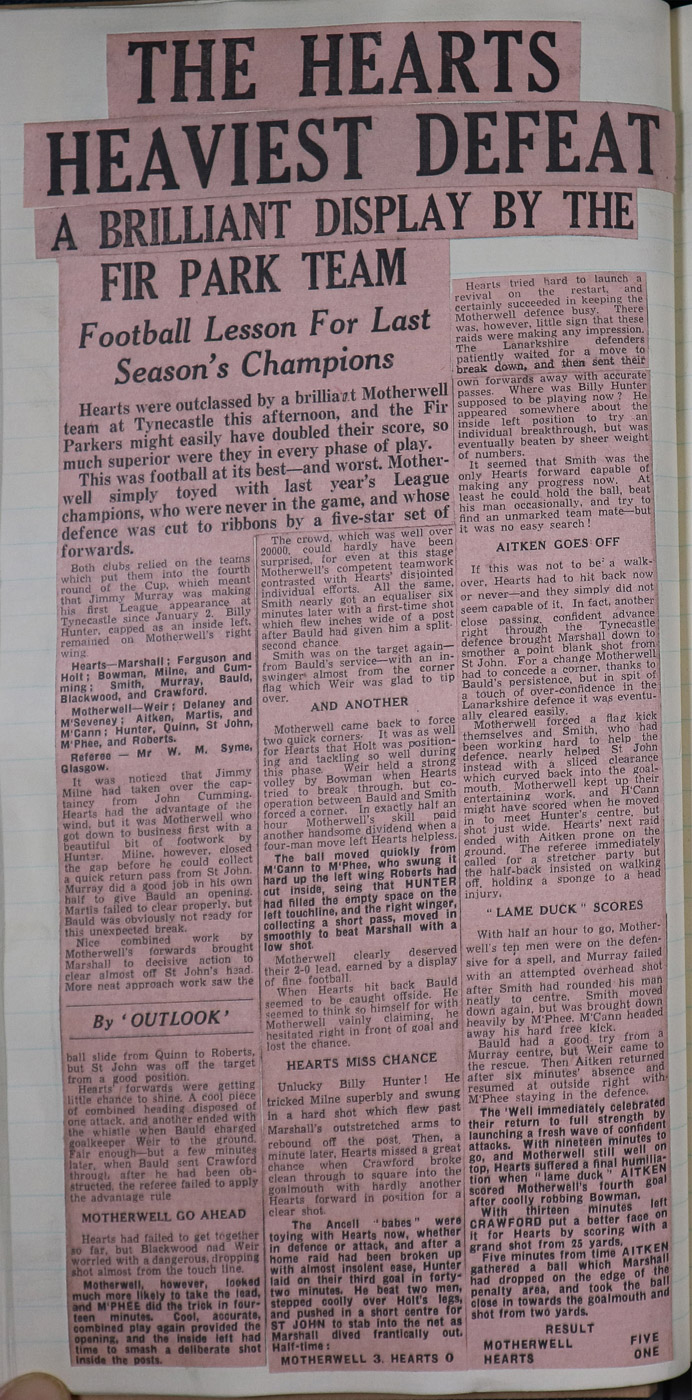 THE HEARTS
HEAVIEST DEFEAT
A BRILLIANT DISPLAY BY THE
FIR PARK TEAM
Football Lesson For Last
Season's Champions
Hearts were outclassed by a brilliant Motherwell
team at Tynecastle this afternoon, and the Fir
Parkers might easily have doubled their score, so
much superior were they in every phase of play.
This was football at its best—and worst. Mother-
well simply toyed with last year's League
champions, who were never in the game, and whose
defence was cut to ribbons by a five-star set of
forwards.
Both clubs relied on the teams
which put them into the fourth
round of the Cup, which meant
that Jimmy Murray was making
his first League appearance at
Tynecastle since January 2. Billy
Hunter, capped as an inside left,
remained on Motherwell's right
wing.
Hearts—Marshall; Ferguson and
Holt; Bowman, Milne, and Cum-
ming; Smith, Murray, Bauld,
Blackwood, and Crawford.
Motherwell—Weir; Delaney and
M'Seveney; Aitken, Martis, and
M'Cann; Hunter, Quinn, St John,
M'Phee, and Roberts.
Referee — Mr W. M. Syme,
Glasgow.
It was noticed that Jimmy
Milne had taken over the cap-
taincy from John Cumming.
Hearts had the advantage of the
wind, but it was Motherwell who
got down to business first with a
beautiful bit of footwork by
Hunter. Milne, however, closed
the gap before he could collect
a quick return pass from St John.
Murray did a good job in his own
half to give Bauld an opening.
Martis failed to clear properly, but
Bauld was obviously not ready for
this unexpected break.
Nice combined work by
Motherwell's forwards brought
Marshall to decisive action to
clear almost off St John's head.
More neat approach work saw the
By 'OUTLOOK'
ball slide from Quinn to Roberts,
but St John was off the target
from a good position.
Hearts' forwards were getting
little chance to shine. A cool piece
of combined heading disposed of
one attack, and another ended with
the whistle when Bauld charged
goalkeeper Weir to the ground.
Fair enough—but a few minutes
later, when Bauld sent Crawford
through after he had been ob-
structed, the referee failed to apply
the advantage rule
MOTHERWELL GO AHEAD
Hearts had failed to get together
so far, but Blackwood had Weir
worried with a dangerous, dropping
shot almost from the touch line.
Motherwell, however, looked
much more likely to take the lead,
and M'PHEE did the trick in four-
teen minutes. Cool, accurate,
combined play again provided the
opening, and the inside left had
time to smash a deliberate shot
inside the posts.
The crowd, which was well over
20000, could hardly have been
surprised, for even at this stage
Motherwell's competent teamwork
contrasted with Hearts' disjointed
individual efforts. All the same,
Smith nearly got an equaliser six
minutes later with a first-time shot
which flew inches wide of a post
after Bauld had given him a split-
second chance.
Smith was on the target again—
from Bauld's service—with an in-
swinger almost from the corner
flag which Weir was glad to tip
over.
AND ANOTHER
Motherwell came back to force
two quick corners. It was as well
for Hearts that Holt was position-
ing and tackling so well during
this phase. Weir held a strong
volley by Bowman when Hearts
tried to break through, but co-
operation between Bauld and Smith
forced a corner. In exactly half an
hour Motherwell's skill paid
another handsome dividend when a
four-man move left Hearts helpless.
The ball moved quickly from
M'Cann to M'Phee, who swung it
hard up the left wing Roberts had
cut inside, seing that HUNTER
had filled the empty space on the
left touchline, and the right winger,
collecting a short pass, moved in
smoothly to beat Marshall with a
low shot.
Motherwell clearly deserved
their 2-0 lead, earned by a display
of fine football.
When Hearts hit back Bauld
seemed to be caught offside. He
seemed to think so himself for with
Motherwell vainly claiming, he
hesitated right in front of goal and
lost the chance.
HEARTS MISS CHANCE
Unlucky Billy Hunter! He
tricked Milne superbly and swung
in a hard shot which flew past
Marshall's outstretched arms to
rebound off the post. Then, a
minute later, Hearts missed a great
chance when Crawford broke
clean through to square into the
goalmouth with hardly another
Hearts forward in position for a
clear shot.
The Ancell "babes" were
toying with Hearts now, whether
in defence or attack, and after a
home raid had been broken up
with almost insolent ease, Hunter
laid on their third goal in forty-
two minutes. He beat two men,
stepped coolly over Holt's legs,
and pushed in a short centre for
ST JOHN to stab into the net as
Marshall dived frantically out.
Half-time:
MOTHERWELL 3. HEARTS 0
Hearts tried hard to launch a
revival on the restart, and
certainly succeeded in keeping the
Motherwell defence busy. There
was, however, little sign that these
raids were making any impression.
The Lanarkshire defenders
patiently waited for a move to
break down, and then sent their
own forwards away with accurate
passes. Where was Billy Hunter
supposed to be playing now? He
appeared somewhere about the
inside left position to try an
individual breakthrough, but was
eventually beaten by sheer weight
of numbers.
It seemed that Smith was the
only Hearts forward capable of
making any progress now. At
least he could hold the ball, beat
his man occasionally, and try to
find an unmarked team mate—but
it was no easy search!
AITKEN GOES OFF
If this was not to be a walk-
over, Hearts had to hit back now
or never—and they simply did not
seem capable of it. In fact, another
close passing, confident advance
right through the Tynecastle
defence brought Marshall down to
smother a point blank shot from
St John. For a change Motherwell
had to concede a corner, thanks to
Bauld's persistence, but in spite of
a touch of over-confidence in the
Lanarkshire defence it was eventu-
ally cleared easily.
Motherwell forced a flag kick
themselves and Smith, who had
been working hard to help the
defence, nearly helped St John
instead with a sliced clearance
which curved back into the goal-
mouth. Motherwell kept up their
entertaining work, and M'Cann
might have scored when he moved
in to meet Hunter's centre, but
shot just wide. Hearts' next raid
ended with Aitken prone on the
ground. The referee immediately
called for a stretcher party but
the half-back insisted on walking
off, holding a sponge to a head
injury.
"LAME DUCK" SCORES
With half an hour to go, Mother-
well's ten men were on the defen-
sive for a spell, and Murray failed
with an attempted overhead shot
after Smith had rounded his man
neatly to centre. Smith moved
down again, but was brought down
heavily by M'Phee. M'Cann headed
away his hard free kick.
Bauld had a good try from a
Murray centre, but Weir came to
the rescue. Then Aitken returned
after six minutes' absence and
resumed at outside right with
M'Phee staying in the defence.
The 'Well immediately celebrated
their return to full strength by
launching a fresh wave of confident
attacks. With nineteen minutes to
go, and Motherwell still well on
top, Hearts suffered a final humilia-
tion when "lame duck" AITKEN
scored Motherwell's fourth goal
after coolly robbing Bowman.
With thirteen minutes left
CRAWFORD put a better face on
it for Hearts by scoring with a
grand shot from 25 yards.
Five minutes from time AITKEN
gathered a ball which Marshall
had dropped on the edge of the
penalty area, and took the ball
close in towards the goalmouth and
shot from two yards.
RESULT
MOTHERWELL FIVE
HEARTS ONE